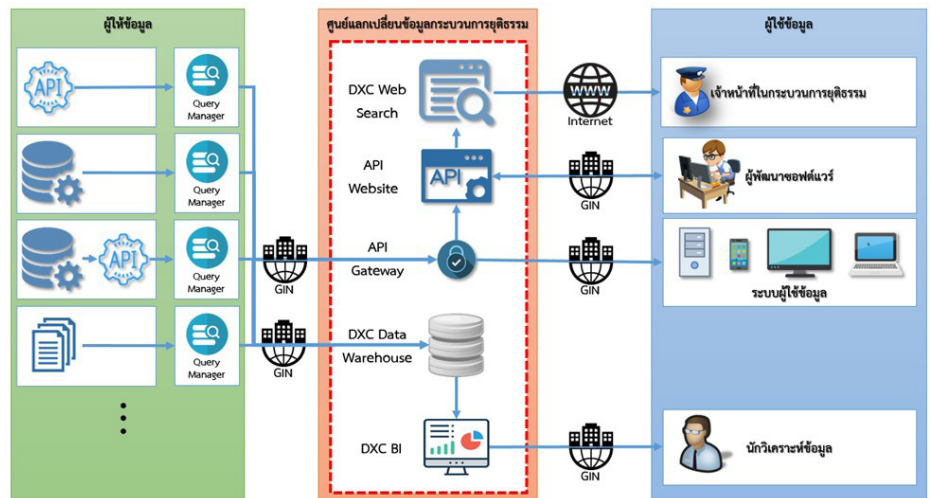 ผู้ให้ข้อมูล
API
Query
Manager
Query
Manager
API
Query
Manager
Query
Manager
GIN
GIN
ศูนย์แลกเปลี่ยนข้อมูลกระบวนการยุติธรรม
DXC Web
Search
API
Website
API
API
Gateway
DXC Data
Warehouse
DXC BI
WWW
Internet
GIN
GIN
GIN
ผู้ใช้ข้อมูล
เจ้าหน้าที่ในกระบวนการยุติธรรม
ผู้พัฒนาซอฟต์แวร์
ระบบผู้ใช้ข้อมูล
นักวิเคราะห์ข้อมูล